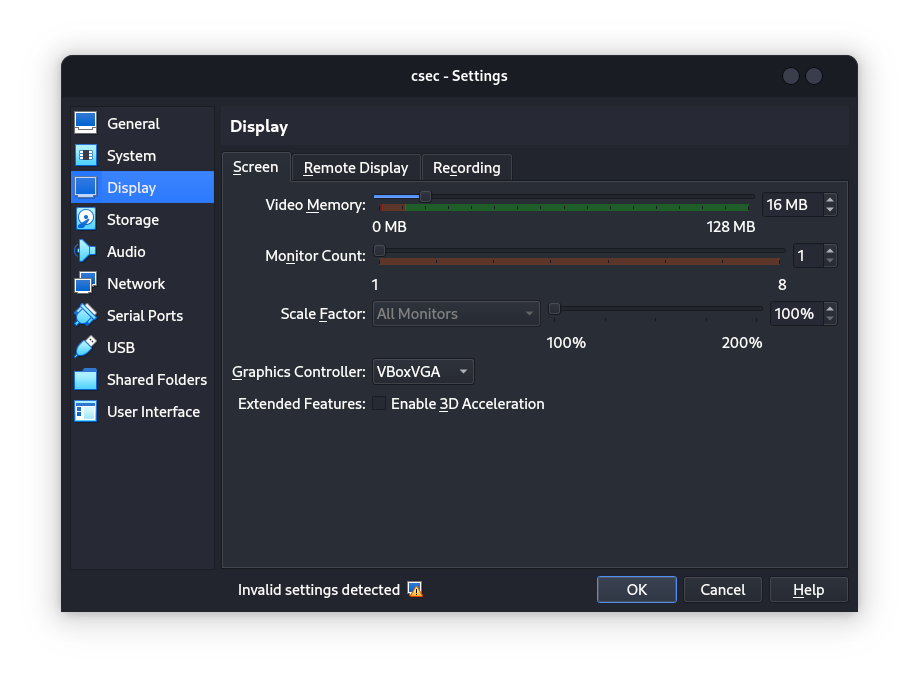 csec - Settings
General
System
Display
Storage
Audio
Network
Serial Ports
USB
Shared Folders
User Interface
Display
Screen Remote Display Recording
Video Memory: 16 MB
0 MB 128 MB
Monitor Count: 1
1 8
Scale Factor: All Monitors 100%
100% 200%
Graphics Controller: VBoxVGA
Extended Features: Enable 3D Acceleration
Invalid settings detected OK Cancel Help